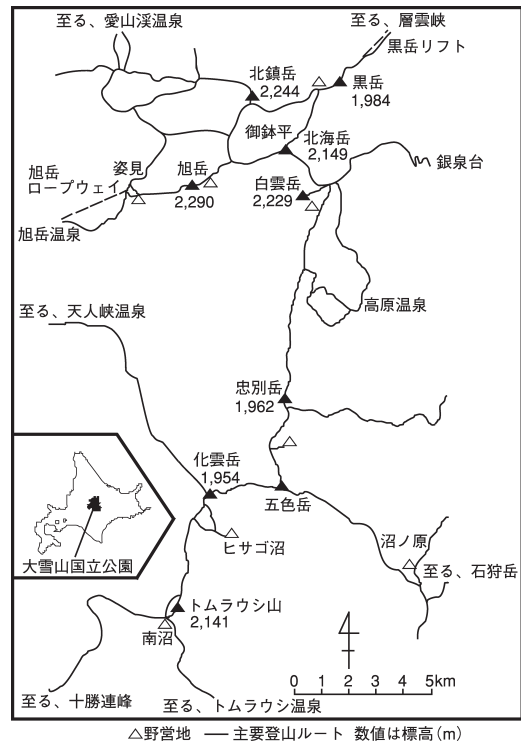 至る、愛山渓温泉
至る、層雲峡
黒岳リフト
北鎮岳
2,244
黒岳
1,984
御鉢平
北海岳
2,149
銀泉台
姿見
旭岳
旭岳
ロープウェイ
2,290
白雲岳
2,229
旭岳温泉
高原温泉
至る、天人峡温泉
忠別岳
1,962
化雲岳
1,954
五色岳
ヒサゴ沼
沼ノ原
至る、石狩岳
大雪山国立公園
トムラウシ山
2,141
南沼
4
0 1 2 3 4 5km
至る、十勝連峰
至る、トムラウシ温泉
△野営地 ── 主要登山ルート 数値は標高(m)